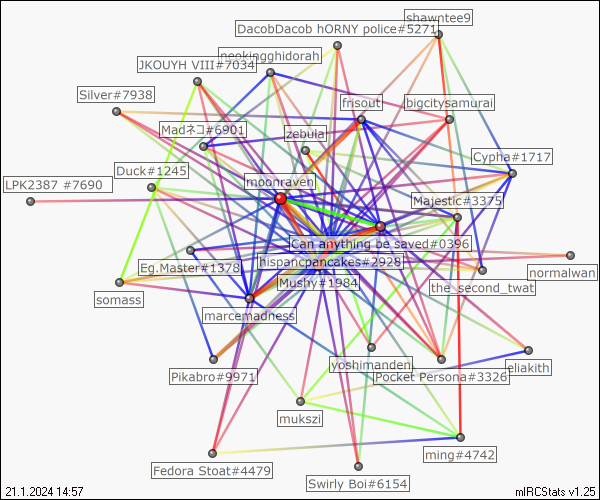 shawntee9
DacobDacob hORNY police#5271
neokingghidorah
JKOUYH VIII#7034
Silver#7938
frisout
bigcitysamurai
Madネコ#6901
zebula
Cypha#1717
Duck#1245
moonraven
LPK2387 #7690
Majestic#3375
Can anything be saved#0396
hispancpancakes#2928
Eg.Master#1378
normalwan
Mushy#1984
the_second_twat
somass
marcemadness
yoshimanden
eliakith
Pikabro#9971
Pocket Persona#3326
mukszi
ming#4742
Fedora Stoat#4479
Swirly Boi#6154
21.1.2024 14:57
mIRCStats v1.25